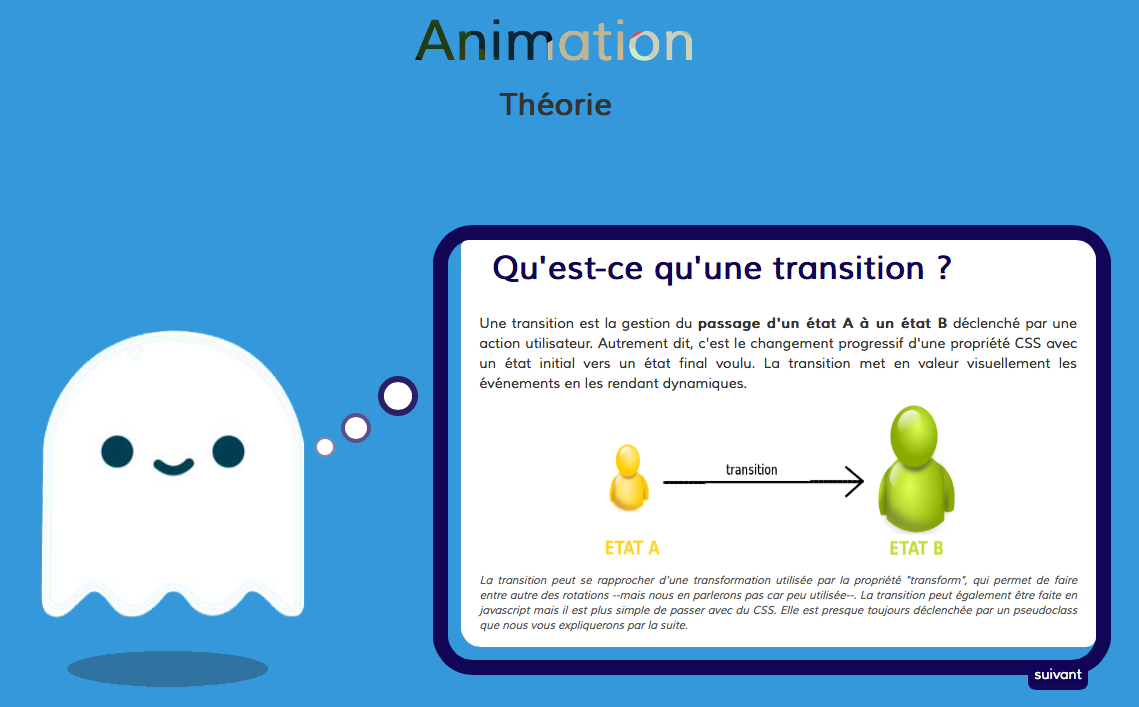 Animation
Théorie
Qu'est-ce qu'une transition ?
Une transition est la gestion du passage d'un état A à un état B déclenché par une
action utilisateur. Autrement dit, c'est le changement progressif d'une propriété CSS avec
un état initial vers un état final voulu. La transition met en valeur visuellement les
événements en les rendant dynamiques.
transition
ETAT A
ETAT B
La transition peut se rapprocher d'une transformation utilisée par la propriété "transform", qui permet de faire
entre autre des rotations --mais nous en parlerons pas car peu utilisée--. La transition peut également être faite en
javascript mais il est plus simple de passer avec du CSS. Elle est presque toujours déclenchée par un pseudoclass
que nous vous expliquerons par la suite.
suivant